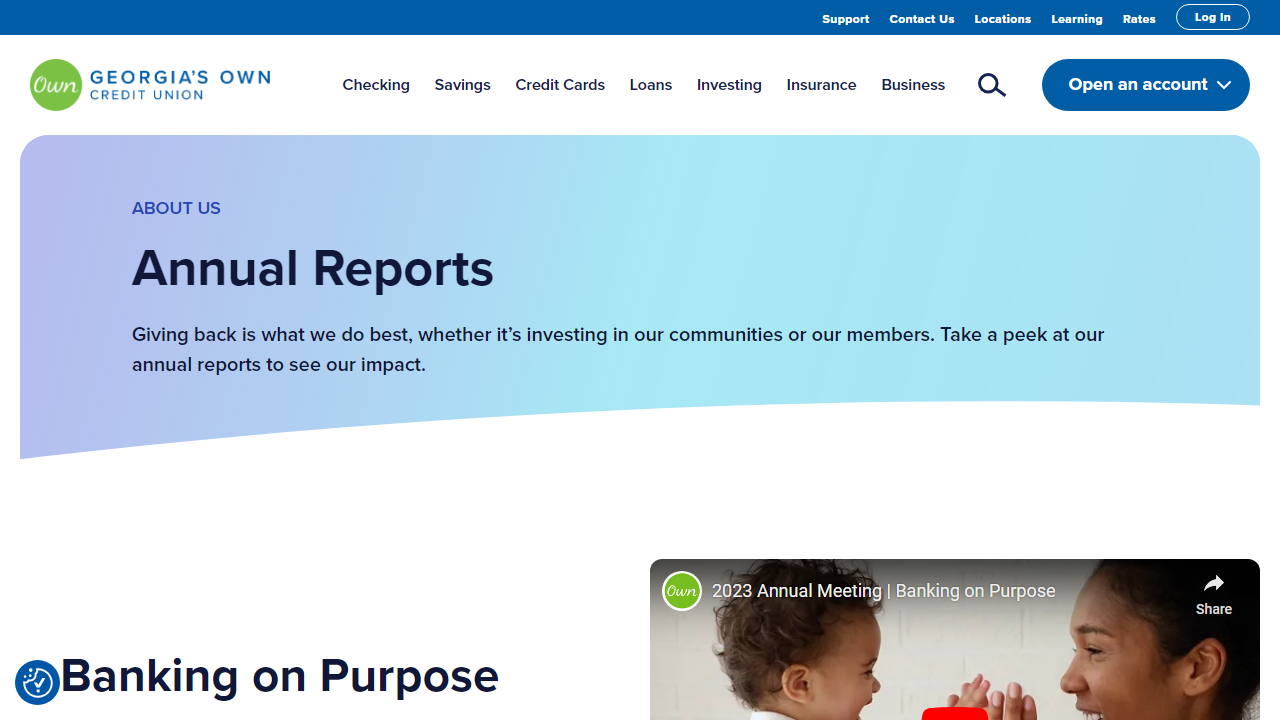 Support Contact Us Locations Learning Rates Log In
Own GEORGIA'S OWN
CREDIT UNION
Checking Savings Credit Cards Loans Investing Insurance Business Open an account
ABOUT US
Annual Reports
Giving back is what we do best, whether it’s investing in our communities or our members. Take a peek at our
annual reports to see our impact.
Own 2023 Annual Meeting | Banking on Purpose
Share
Banking on Purpose